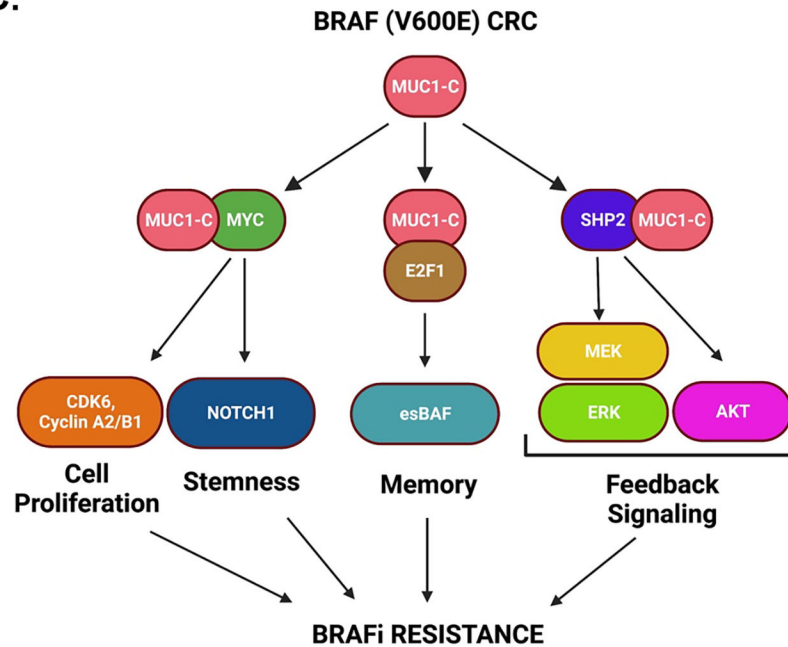 BRAF (V600E) CRC
MUC1-C
MUC1-C MYC
MUC1-C
E2F1
SHP2 MUC1-C
MEK
CDK6,
Cyclin A2/B1
NOTCH1
esBAF
ERK
AKT
Cell
Proliferation
Stemness
Memory
Feedback
Signaling
BRAFi RESISTANCE